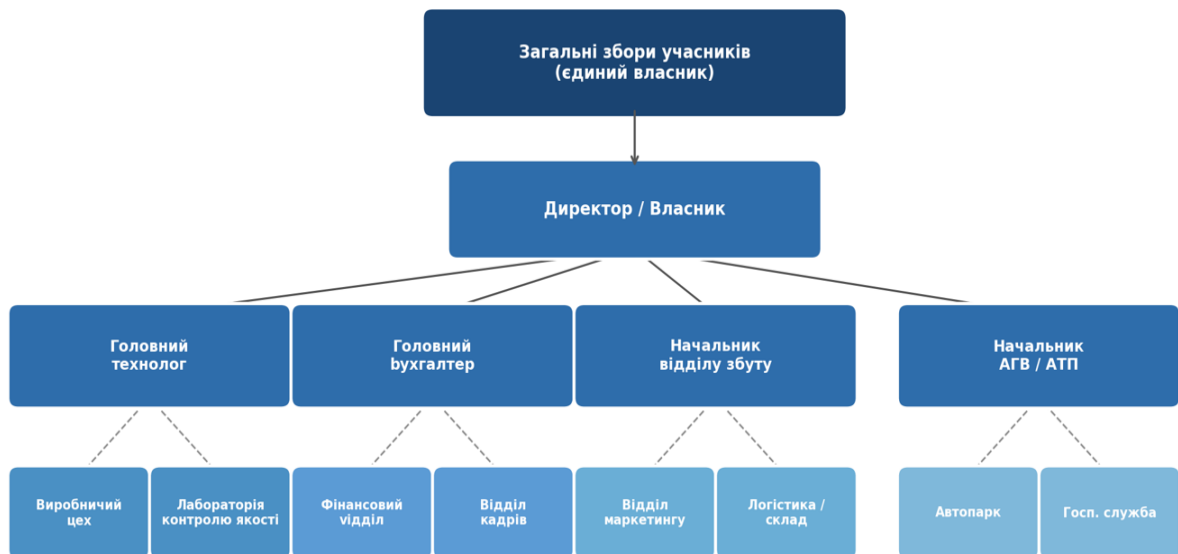 Загальні збори учасників
(єдиний власник)
Директор / Власник
Головний
технолог
Головний
bухгалтер
Начальник
відділу збуту
Начальник
АГВ / АТП
Виробничий
цех
Лабораторія
контролю якості
Фінансовий
vідділ
Відділ
кадрів
Відділ
маркетингу
Логістика /
склад
Автопарк
Госп. служба